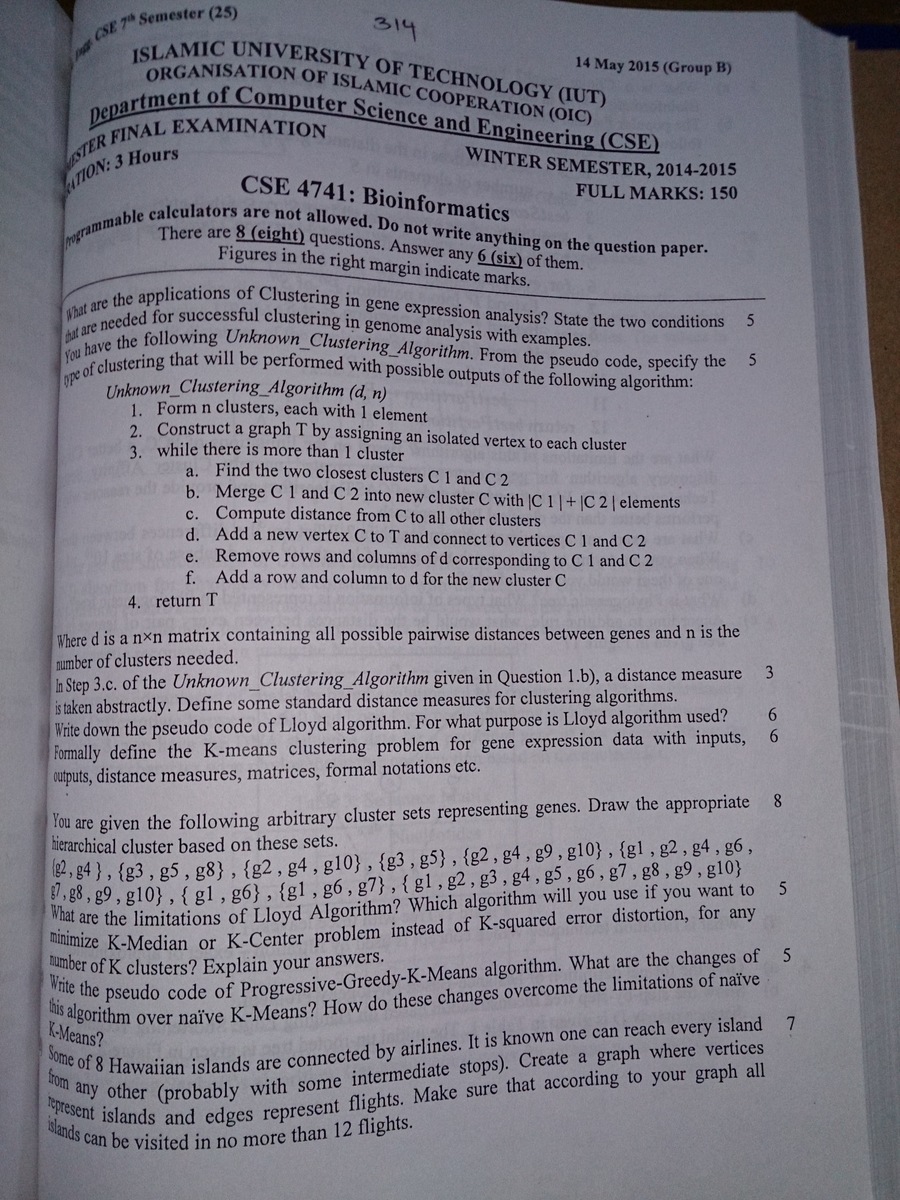 CSE 7th Semester (25)
314
14 May 2015 (Group B)
ISLAMIC UNIVERSITY OF TECHNOLOGY (IUT)
ORGANISATION OF ISLAMIC COOPERATION (OIC)
Department of Computer Science and Engineering (CSE)
FINAL EXAMINATION
WINTER SEMESTER, 2014-2015
3 Hours
FULL MARKS: 150
CSE 4741: Bioinformatics
calculators are not allowed. Do not write anything on the question paper.
There are 8 (eight) questions. Answer any 6 (six) of them.
Figures in the right margin indicate marks.
What are the applications of Clustering in gene expression analysis? State the two conditions 5
that are needed for successful clustering in genome analysis with examples.
You have the following Unknown_Clustering_Algorithm. From the pseudo code, specify the 5
type of clustering that will be performed with possible outputs of the following algorithm:
Unknown_Clustering_Algorithm (d, n)
1. Form n clusters, each with 1 element
2. Construct a graph T by assigning an isolated vertex to each cluster
3. while there is more than 1 cluster
a. Find the two closest clusters C 1 and C 2
b. Merge C 1 and C 2 into new cluster C with |C 1 | + |C 2 | elements
c. Compute distance from C to all other clusters
d. Add a new vertex C to T and connect to vertices C 1 and C 2
e. Remove rows and columns of d corresponding to C 1 and C 2
f. Add a row and column to d for the new cluster C
4. return T
Where d is a n×n matrix containing all possible pairwise distances between genes and n is the
number of clusters needed.
In Step 3.c. of the Unknown_Clustering_Algorithm given in Question 1.b), a distance measure 3
is taken abstractly. Define some standard distance measures for clustering algorithms.
Write down the pseudo code of Lloyd algorithm. For what purpose is Lloyd algorithm used? 6
Formally define the K-means clustering problem for gene expression data with inputs, 6
outputs, distance measures, matrices, formal notations etc.
You are given the following arbitrary cluster sets representing genes. Draw the appropriate 8
hierarchical cluster based on these sets.
{g2 , g4 } , {g3 , g5 , g8} , {g2 , g4 , g10} , {g3 , g5} , {g2 , g4 , g9 , g10} , {g1 , g2 , g4 , g6 ,
g7 , g8 , g9 , g10} , { g1 , g6} , {g1 , g6 , g7} , { g1 , g2 , g3 , g4 , g5 , g6 , g7 , g8 , g9 , g10}
What are the limitations of Lloyd Algorithm? Which algorithm will you use if you want to 5
minimize K-Median or K-Center problem instead of K-squared error distortion, for any
number of K clusters? Explain your answers.
Write the pseudo code of Progressive-Greedy-K-Means algorithm. What are the changes of 5
this algorithm over naïve K-Means? How do these changes overcome the limitations of naïve
K-Means?
Some of 8 Hawaiian islands are connected by airlines. It is known one can reach every island 7
from any other (probably with some intermediate stops). Create a graph where vertices
represent islands and edges represent flights. Make sure that according to your graph all
islands can be visited in no more than 12 flights.